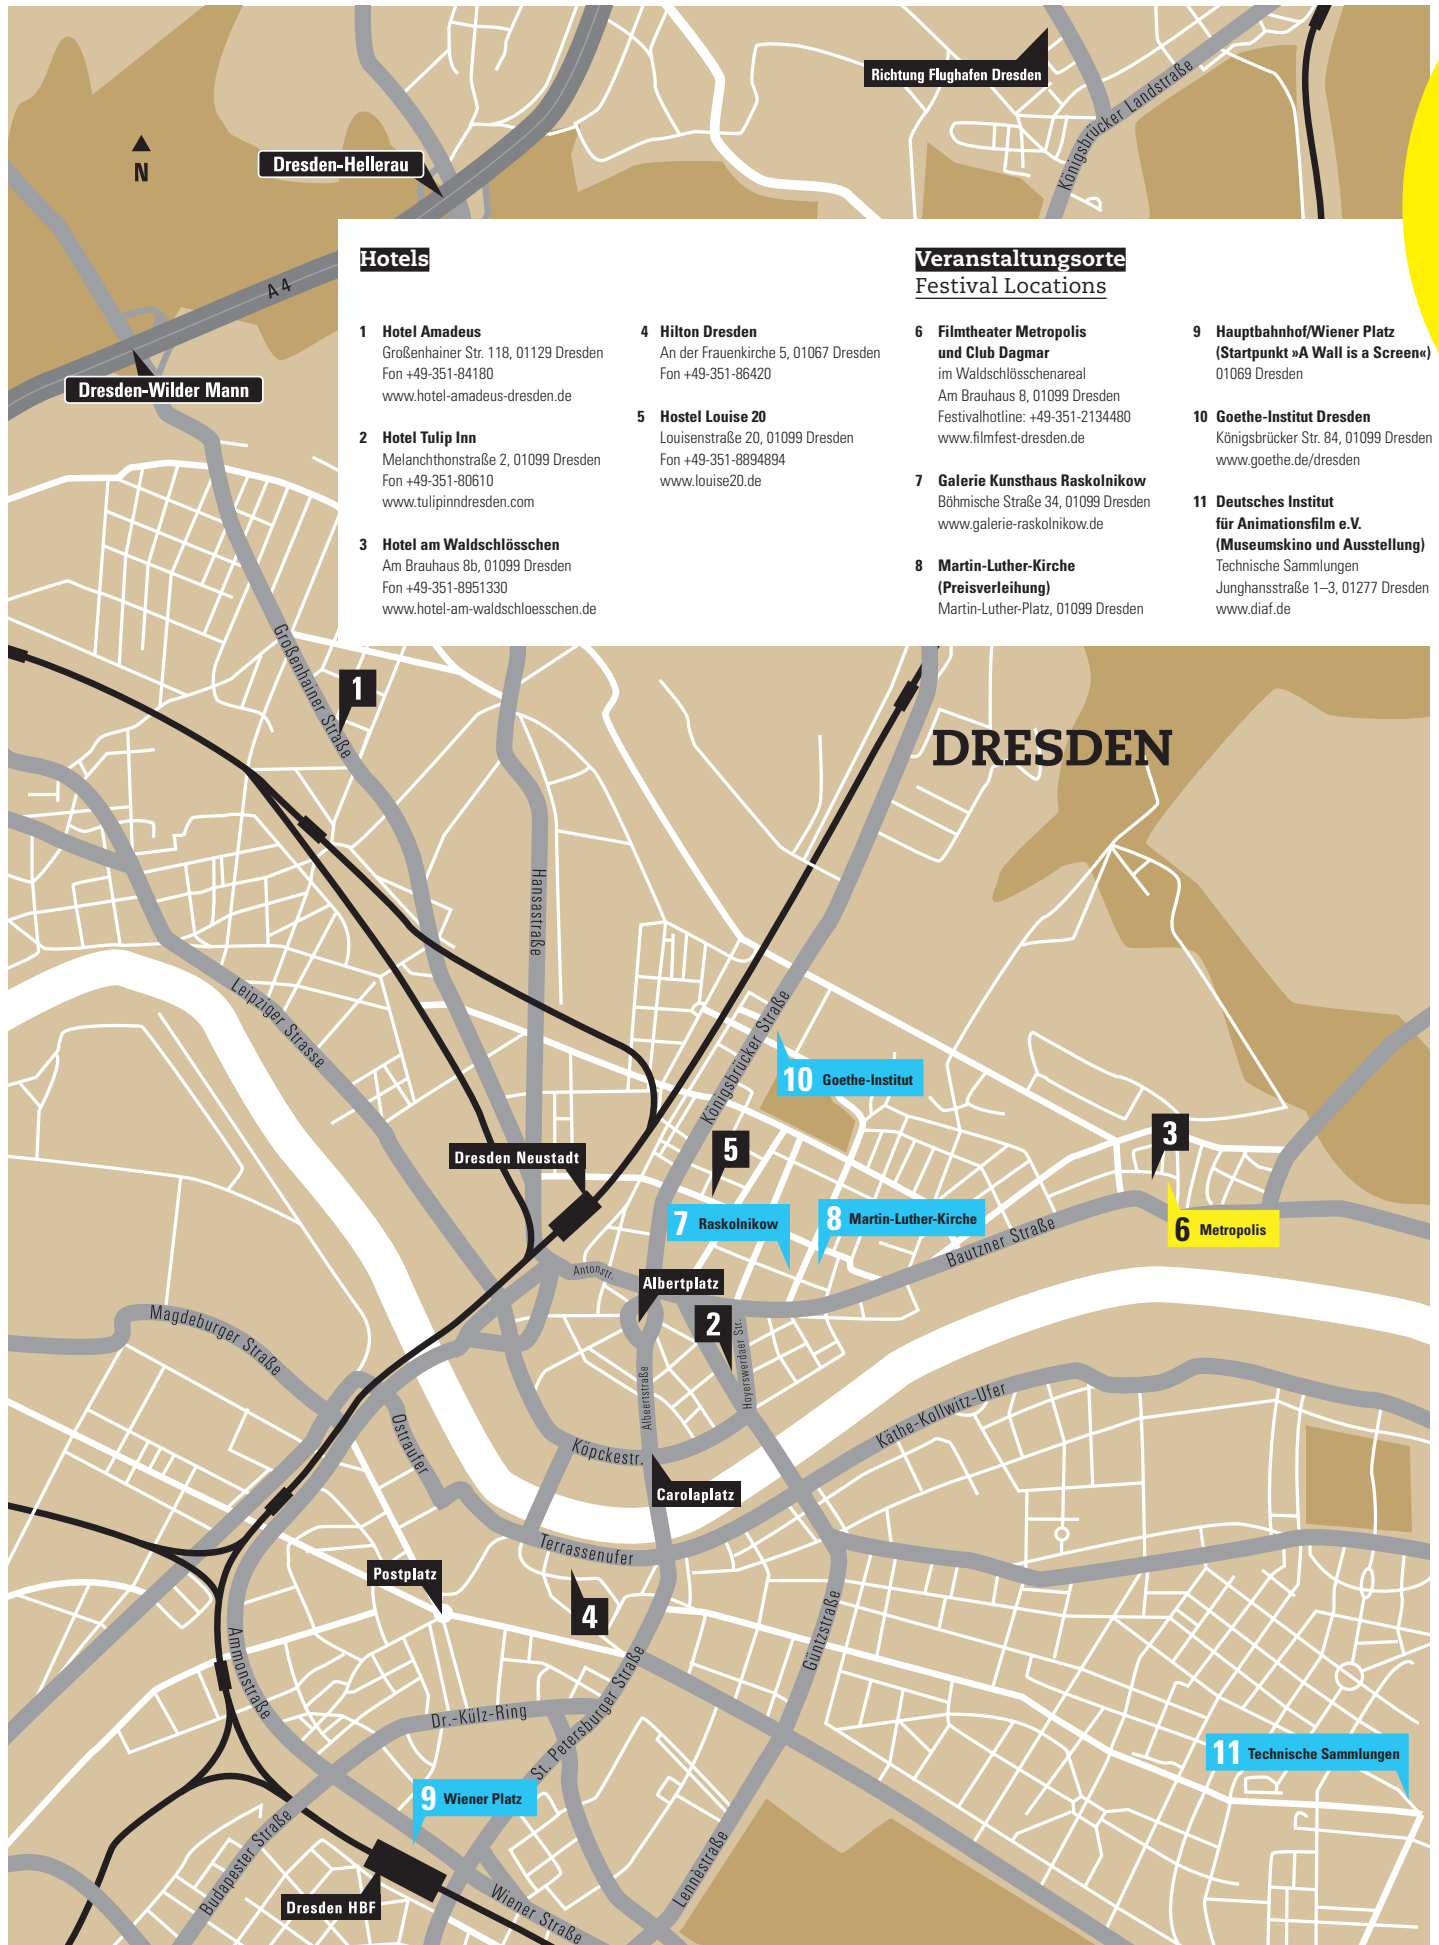 Richtung Flughafen Dresden
Königsbrücker Landstraße
N
Dresden-Hellerau
A 4
Dresden-Wilder Mann
Hotels
1 Hotel Amadeus
Großenhainer Str. 118, 01129 Dresden
Fon +49-351-84180
www.hotel-amadeus-dresden.de
2 Hotel Tulip Inn
Melanchthonstraße 2, 01099 Dresden
Fon +49-351-80610
www.tulipinndresden.com
3 Hotel am Waldschlösschen
Am Brauhaus 8b, 01099 Dresden
Fon +49-351-8951330
www.hotel-am-waldschloesschen.de
4 Hilton Dresden
An der Frauenkirche 5, 01067 Dresden
Fon +49-351-86420
5 Hostel Louise 20
Louisenstraße 20, 01099 Dresden
Fon +49-351-8894894
www.louise20.de
Veranstaltungsorte
Festival Locations
6 Filmtheater Metropolis
und Club Dagmar
im Waldschlösschenareal
Am Brauhaus 8, 01099 Dresden
Festivalhotline: +49-351-2134480
www.filmfest-dresden.de
7 Galerie Kunsthaus Raskolnikow
Böhmische Straße 34, 01099 Dresden
www.galerie-raskolnikow.de
8 Martin-Luther-Kirche
(Preisverleihung)
Martin-Luther-Platz, 01099 Dresden
9 Hauptbahnhof/Wiener Platz
(Startpunkt »A Wall is a Screen«)
01069 Dresden
10 Goethe-Institut Dresden
Königsbrücker Str. 84, 01099 Dresden
www.goethe.de/dresden
11 Deutsches Institut
für Animationsfilm e.V.
(Museumskino und Ausstellung)
Technische Sammlungen
Junghansstraße 1–3, 01277 Dresden
www.diaf.de
Großenhainer Straße
1
DRESDEN
Hansastraße
Leipziger Strasse
Königsbrücker Straße
10 Goethe-Institut
3
5
Dresden Neustadt
7 Raskolnikow
8 Martin-Luther-Kirche
6 Metropolis
Bautzner Straße
Antonstr.
Albertplatz
2
Hoyerswerdaer Str.
Magdeburger Straße
Albeertstraße
Käthe-Kollwitz-Ufer
Ostraufer
Köpckestr.
Carolaplatz
Terrassenufer
Postplatz
4
Güntzstraße
Ammonstraße
St. Petersburger Straße
Dr.-Külz-Ring
11 Technische Sammlungen
9 Wiener Platz
Budapester Straße
Lennèstraße
Dresden HBF
Wiener Straße